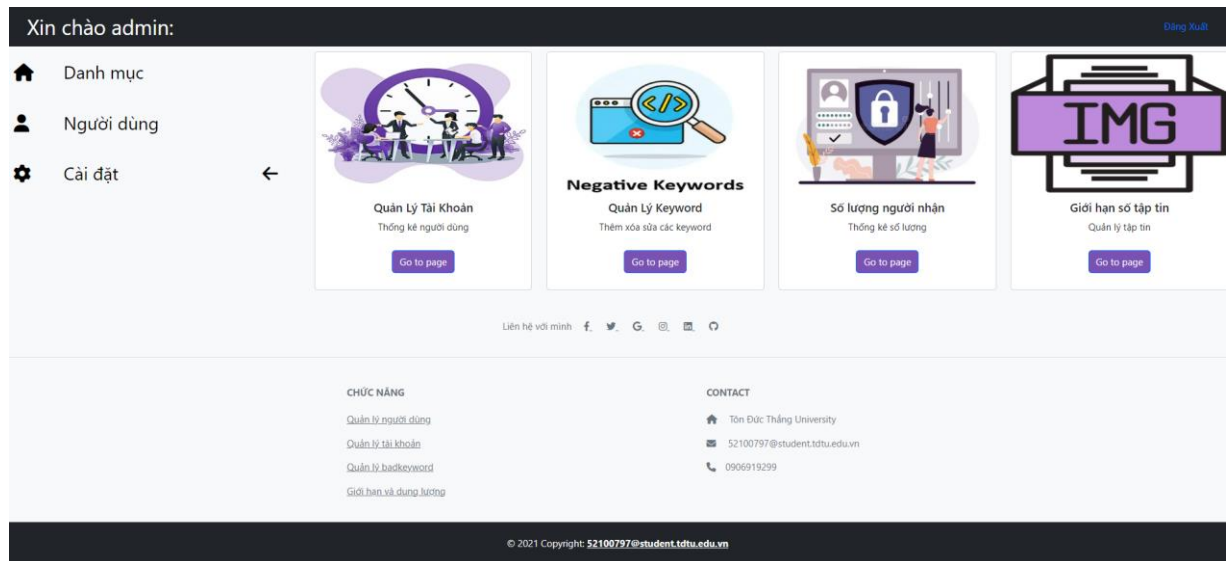 Xin chào admin:
Đăng Xuất
Danh mục
Người dùng
Cài đặt
</>
Negative Keywords
IMG
Quản Lý Tài Khoản
Thống kê người dùng
Go to page
Quản Lý Keyword
Thêm xóa sửa các keyword
Go to page
Số lượng người nhận
Thống kê số lượng
Go to page
Giới hạn số tập tin
Quản lý tập tin
Go to page
Liên hệ với mình
CHỨC NĂNG
Quản lý người dùng
Quản lý tài khoản
Quản lý badkeyword
Giới hạn và dung lượng
CONTACT
Tôn Đức Thắng University
52100797@student.tdtu.edu.vn
0906919299
© 2021 Copyright: 52100797@student.tdtu.edu.vn